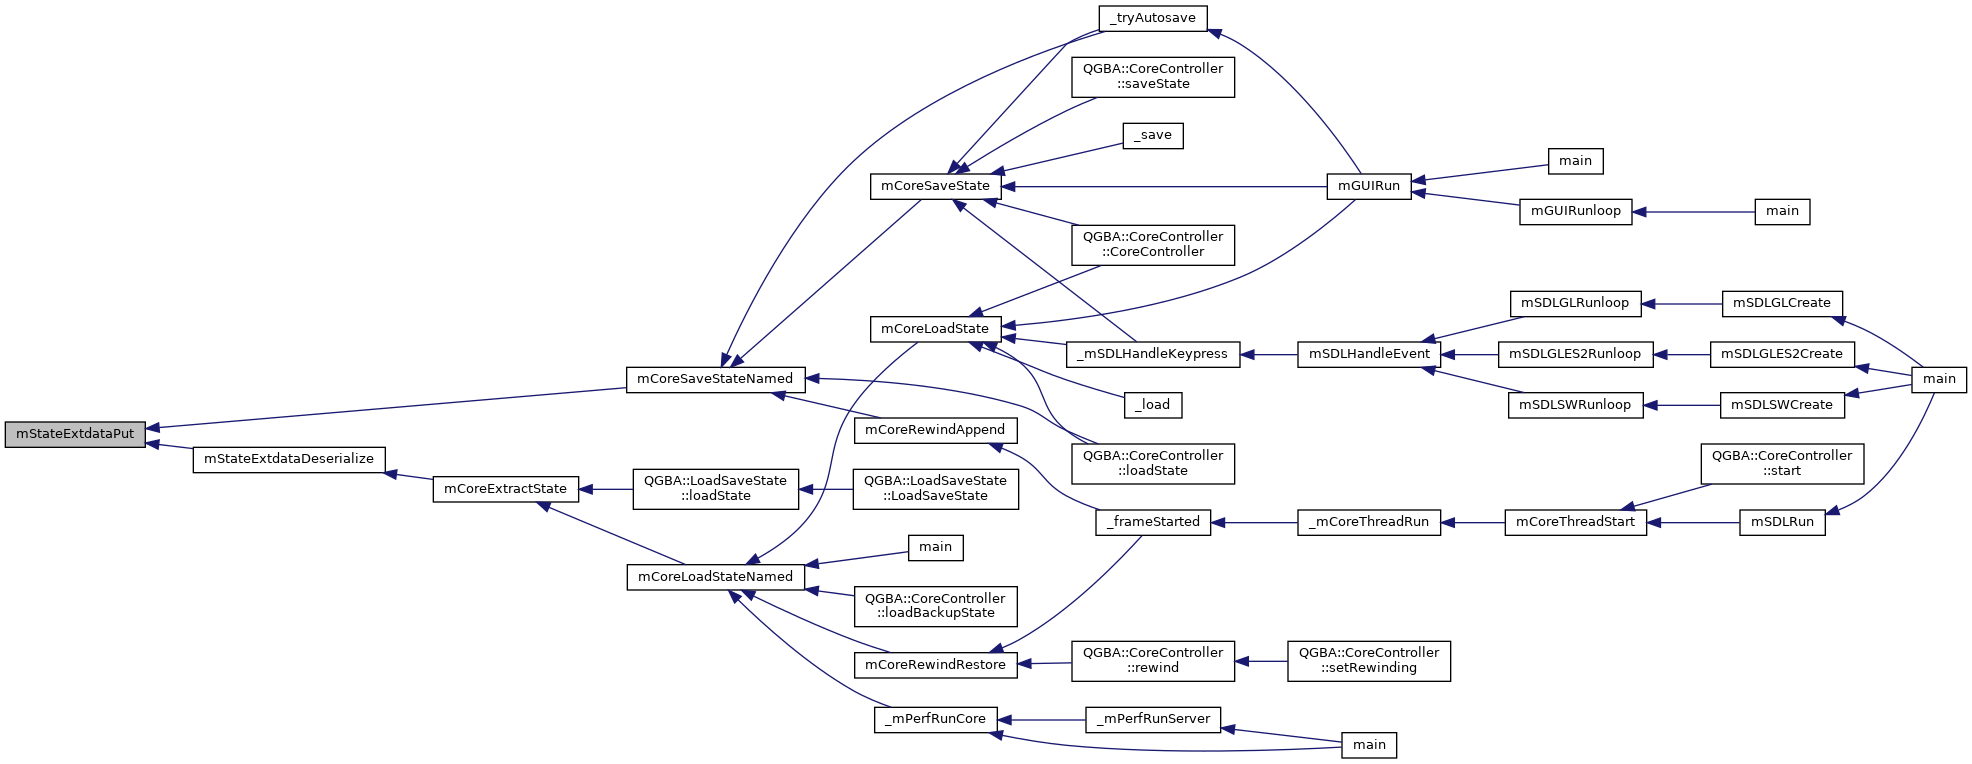 _tryAutosave
QGBA::CoreController
::saveState
_save
main
mCoreSaveState
mGUIRun
mGUIRunloop
main
QGBA::CoreController
::CoreController
mSDLGLRunloop
mSDLGLCreate
mCoreLoadState
_mSDLHandleKeypress
mSDLHandleEvent
mSDLGLES2Runloop
mSDLGLES2Create
mCoreSaveStateNamed
main
_load
mSDLSWRunloop
mSDLSWCreate
mStateExtdataPut
mCoreRewindAppend
mStateExtdataDeserialize
QGBA::CoreController
::loadState
QGBA::CoreController
::start
mCoreExtractState
QGBA::LoadSaveState
::loadState
QGBA::LoadSaveState
::LoadSaveState
_frameStarted
_mCoreThreadRun
mCoreThreadStart
mSDLRun
main
mCoreLoadStateNamed
QGBA::CoreController
::loadBackupState
mCoreRewindRestore
QGBA::CoreController
::rewind
QGBA::CoreController
::setRewinding
_mPerfRunCore
_mPerfRunServer
main